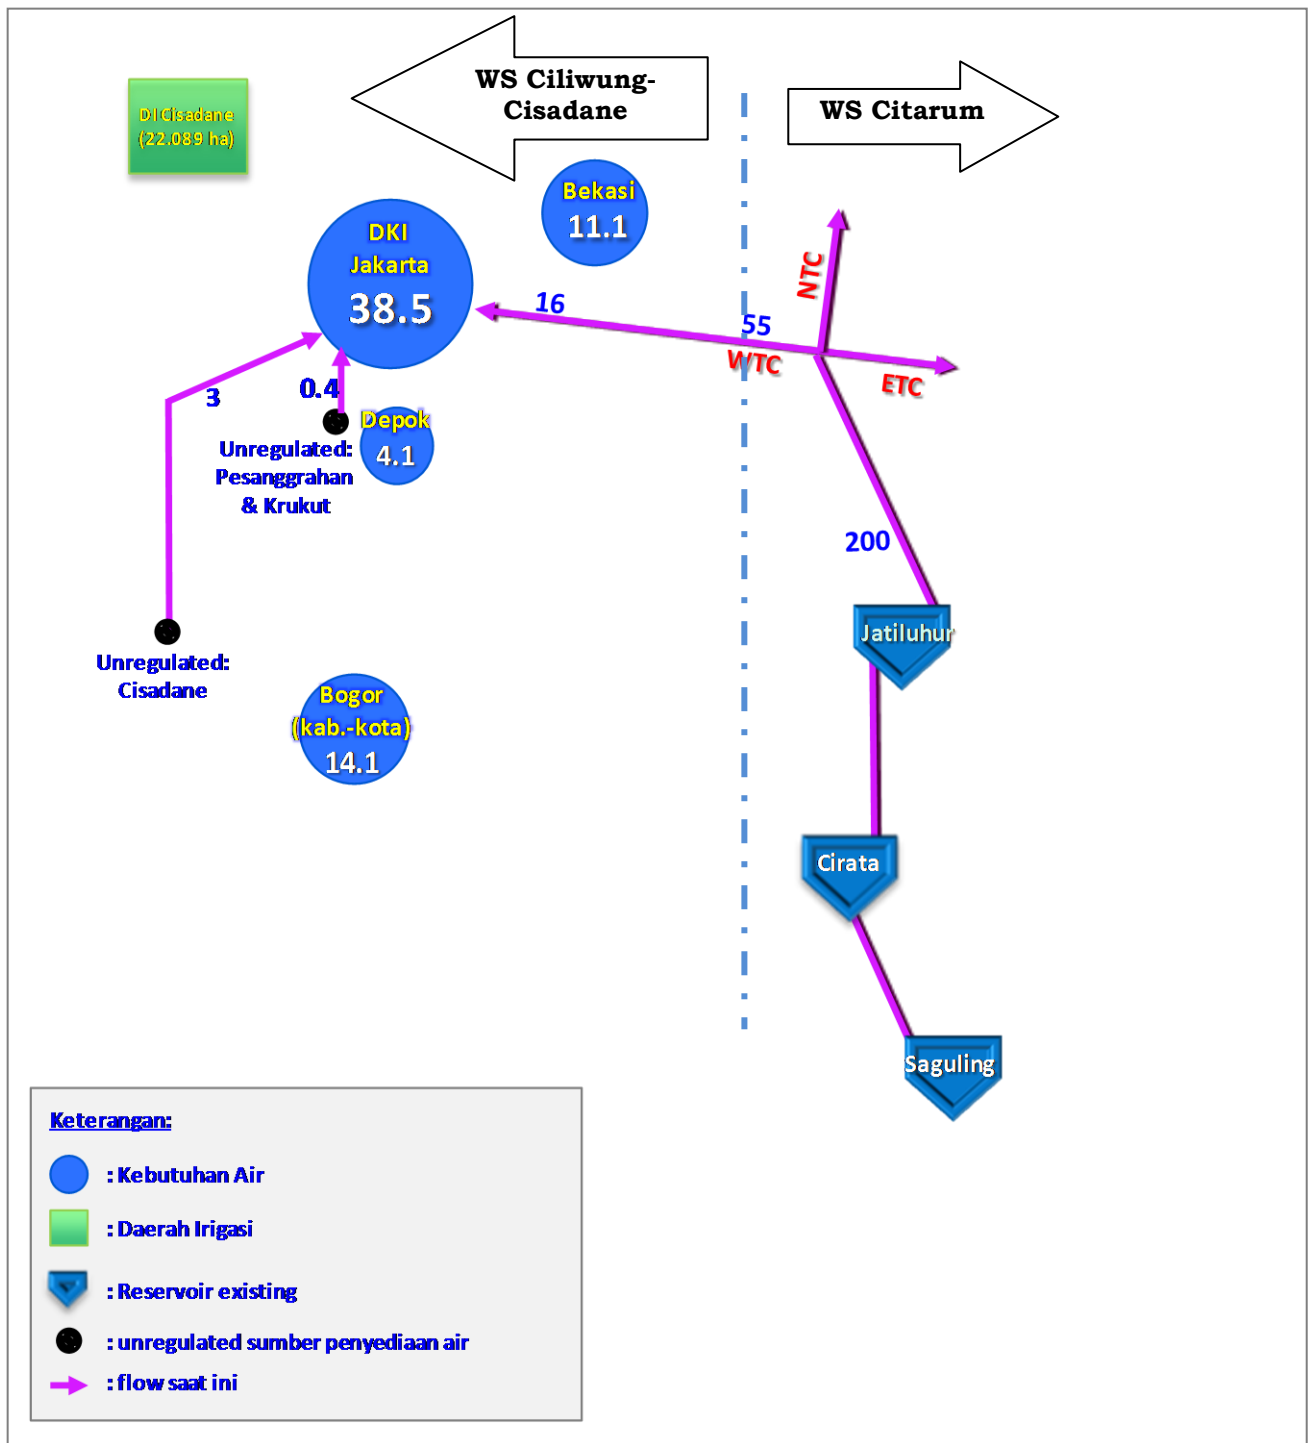 WS Ciliwung-
Cisadane
WS Citarum
DI Cisadane
(22.089 ha)
Bekasi
11.1
DKI
Jakarta
38.5
NTC
16
55
WTC
ETC
3
0.4
Depok
4.1
Unregulated:
Pesanggrahan
& Krukut
200
Jatiluhur
Unregulated:
Cisadane
Bogor
(kab.-kota)
14.1
Cirata
Saguling
Keterangan:
: Kebutuhan Air
: Daerah Irigasi
: Reservoir existing
: unregulated sumber penyediaan air
: flow saat ini